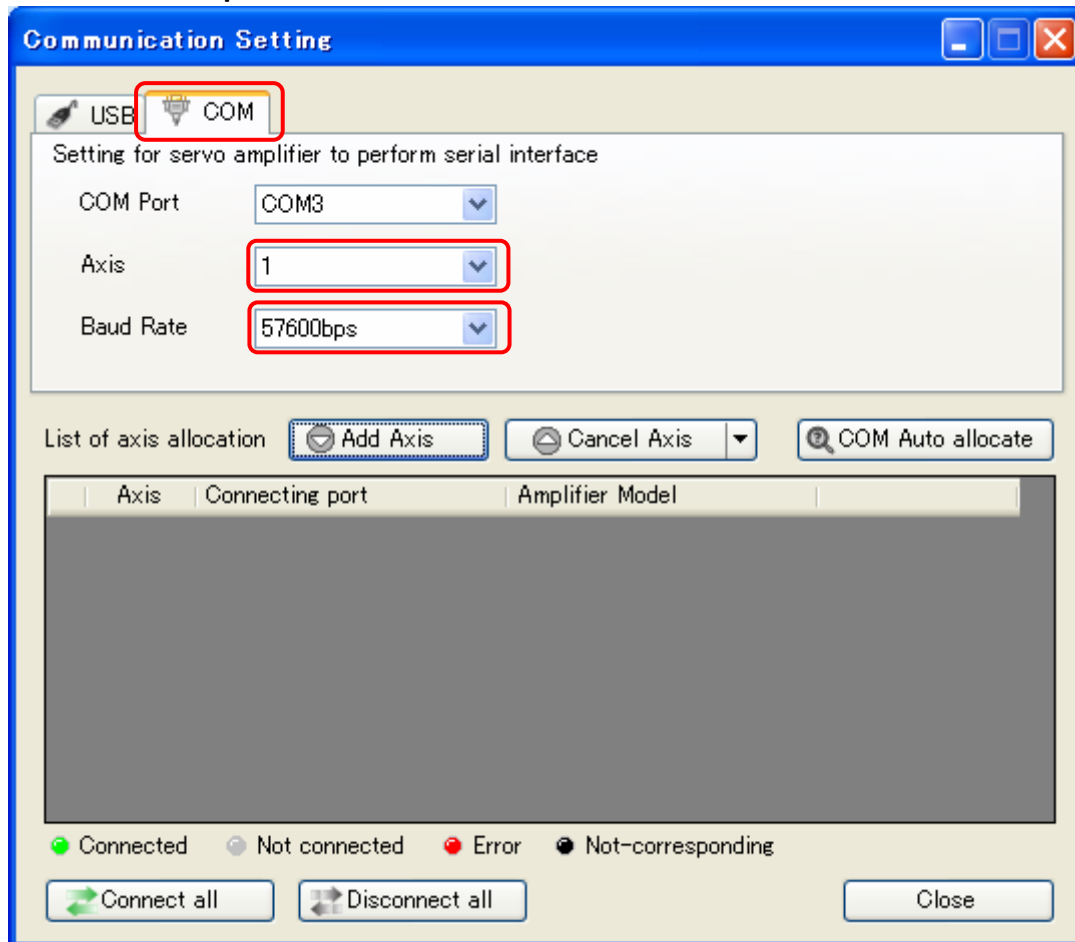 Communication Setting
USB COM
Setting for servo amplifier to perform serial interface
COM Port COM3
Axis 1
Baud Rate 57600bps
List of axis allocation Add Axis Cancel Axis COM Auto allocate
Axis Connecting port Amplifier Model
Connected Not connected Error Not-corresponding
Connect all Disconnect all Close